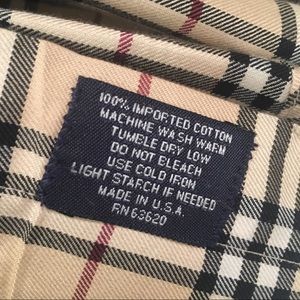 100% IMPORTED COTTON
MACHINE WASH WARM
TUMBLE DRY LOW
DO NOT BLEACH
USE COLD IRON
LIGHT STARCH IF NEEDED
MADE IN U.S.A.
RN 63620